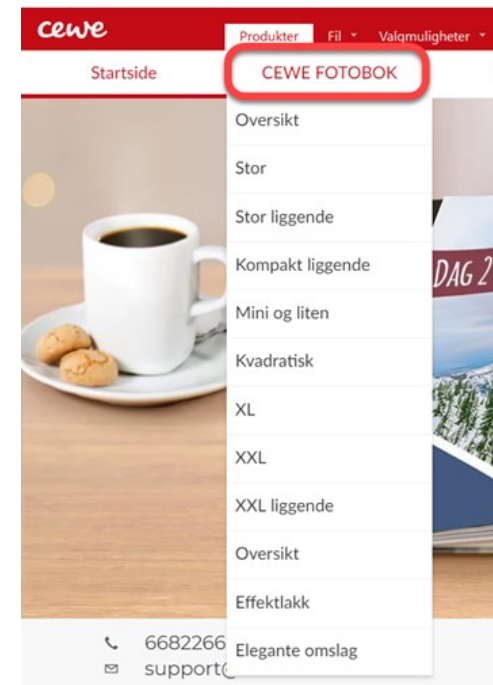 cewe
Produkter Fil Valgmuligheter
Startside CEWE FOTOBOK
Oversikt
Stor
Stor liggende
Kompakt liggende
DAG 2
Mini og liten
Kvadratisk
XL
XXL
XXL liggende
Oversikt
Effektlakk
6682266
Elegante omslag
support@